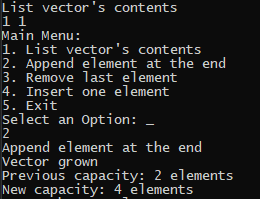 List vector's contents
1 1
Main Menu:
1. List vector's contents
2. Append element at the end
3. Remove last element
4. Insert one element
5. Exit
Select an Option: _
2
Append element at the end
Vector grown
Previous capacity: 2 elements
New capacity: 4 elements